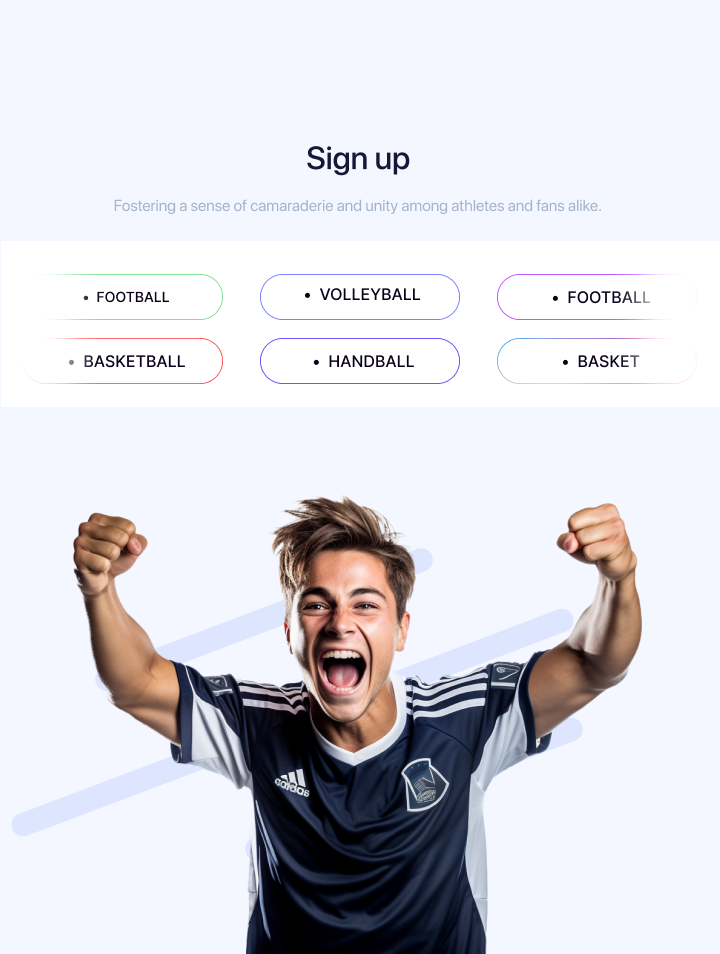 Sign up
Fostering a sense of camaraderie and unity among athletes and fans alike.
• FOOTBALL
• VOLLEYBALL
• FOOTBALL
• BASKETBALL
• HANDBALL
• BASKET
adidas